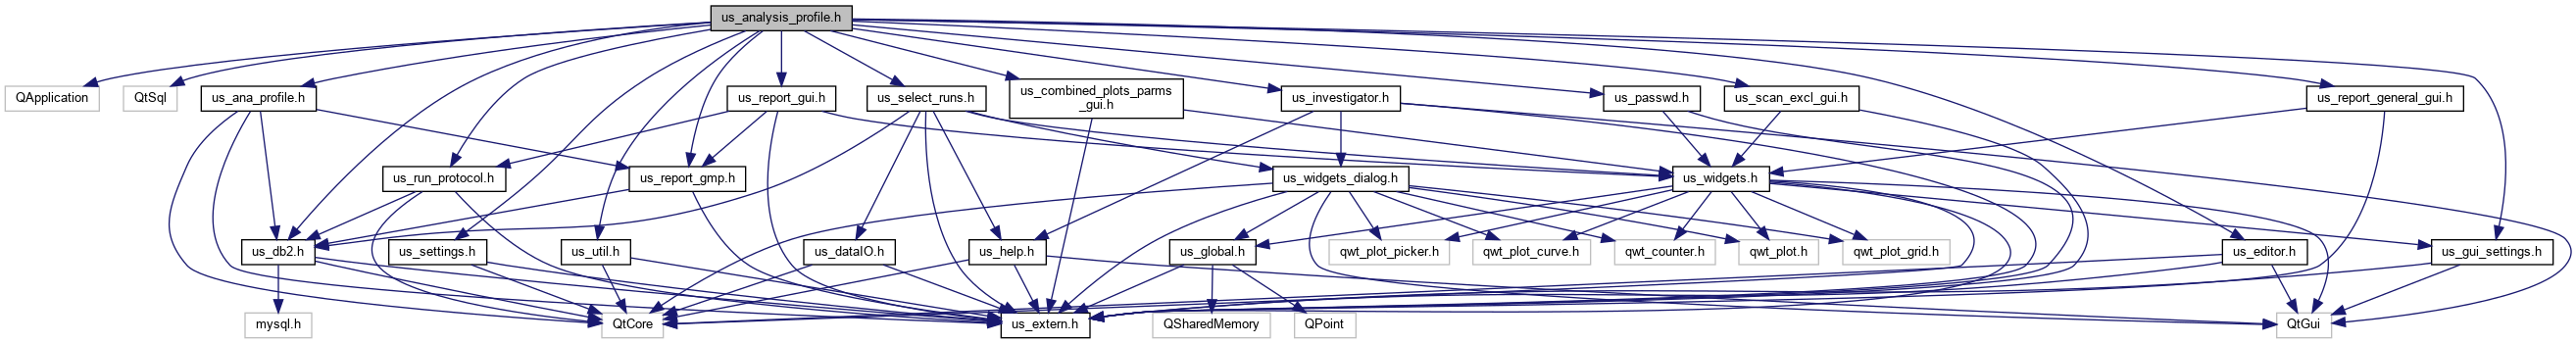 us_analysis_profile.h
QApplication
QtSql
us_ana_profile.h
us_report_gui.h
us_select_runs.h
us_combined_plots_parms
_gui.h
us_investigator.h
us_passwd.h
us_scan_excl_gui.h
us_report_general_gui.h
us_run_protocol.h
us_report_gmp.h
us_widgets_dialog.h
us_widgets.h
us_db2.h
us_settings.h
us_util.h
us_dataIO.h
us_help.h
us_global.h
qwt_plot_picker.h
qwt_plot_curve.h
qwt_counter.h
qwt_plot.h
qwt_plot_grid.h
us_editor.h
us_gui_settings.h
mysql.h
QtCore
us_extern.h
QSharedMemory
QPoint
QtGui